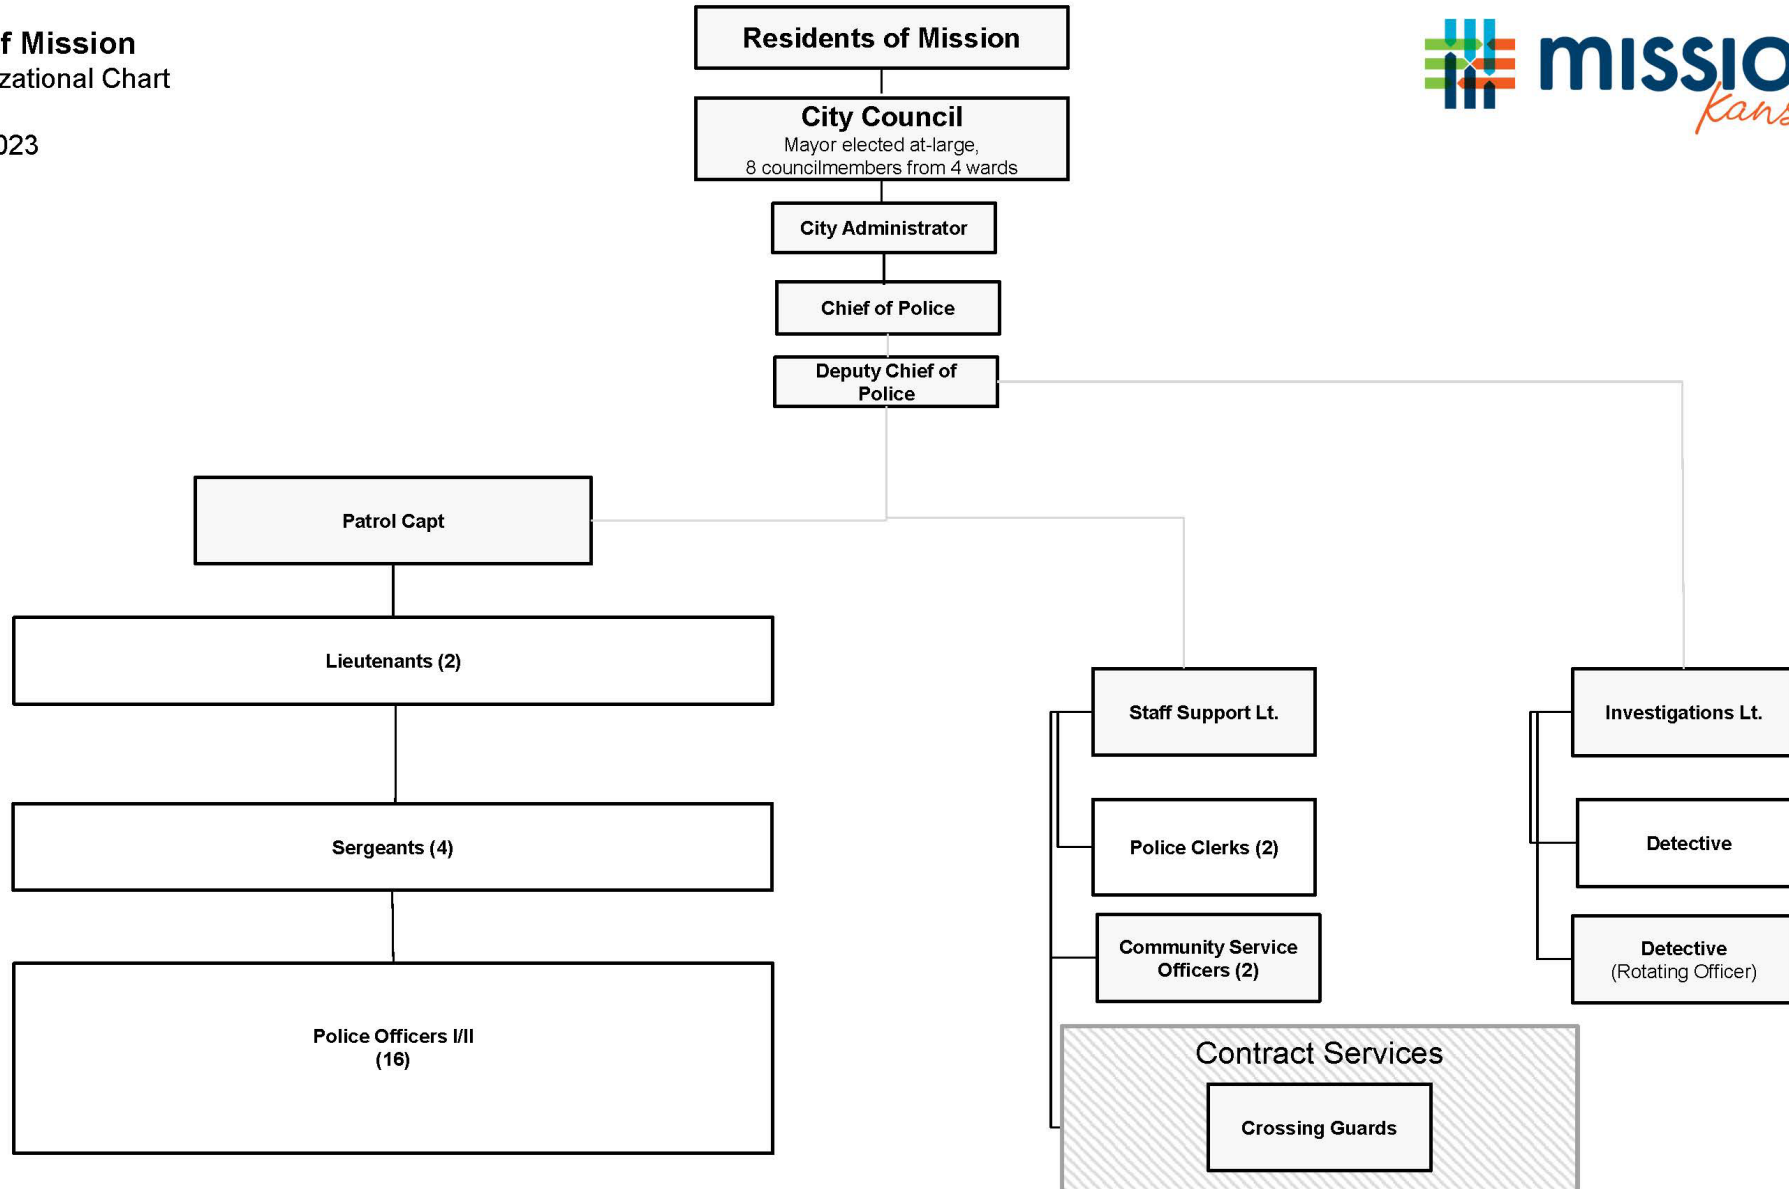 f Mission
zational Chart
023
Residents of Mission
City Council
Mayor elected at-large,
8 councilmembers from 4 wards
City Administrator
Chief of Police
Deputy Chief of
Police
missio
Kans
Patrol Capt
Lieutenants (2)
Sergeants (4)
Police Officers I/II
(16)
Staff Support Lt.
Police Clerks (2)
Community Service
Officers (2)
Contract Services
Crossing Guards
Investigations Lt.
Detective
Detective
(Rotating Officer)